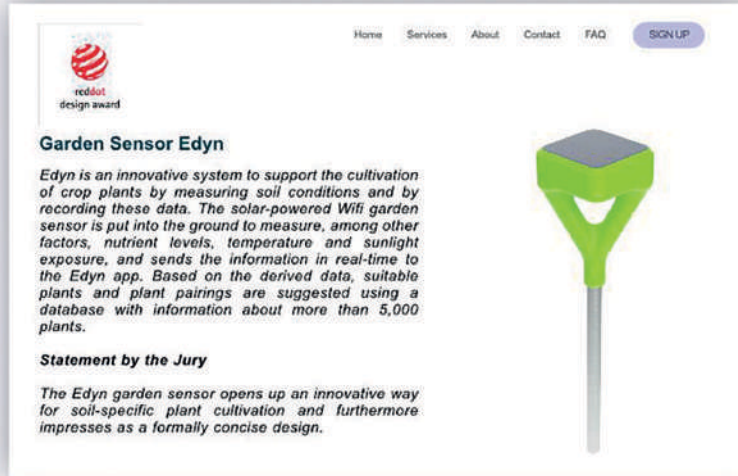 Home Services About Contact FAQ SIGN UP
reddot
design award
Garden Sensor Edyn
Edyn is an innovative system to support the cultivation
of crop plants by measuring soil conditions and by
recording these data. The solar-powered Wifi garden
sensor is put into the ground to measure, among other
factors, nutrient levels, temperature and sunlight
exposure, and sends the information in real-time to
the Edyn app. Based on the derived data, suitable
plants and plant pairings are suggested using a
database with information about more than 5,000
plants.
Statement by the Jury
The Edyn garden sensor opens up an innovative way
for soil-specific plant cultivation and furthermore
impresses as a formally concise design.